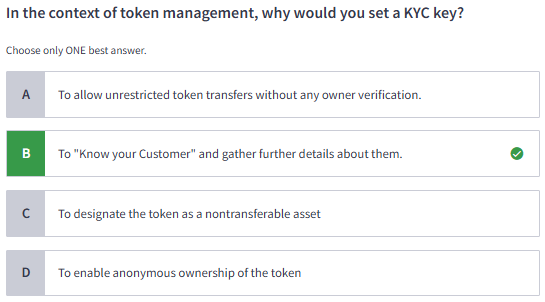 In the context of token management, why would you set a KYC key?
Choose only ONE best answer.
A To allow unrestricted token transfers without any owner verification.
B To "Know your Customer" and gather further details about them.
C To designate the token as a nontransferable asset
D To enable anonymous ownership of the token